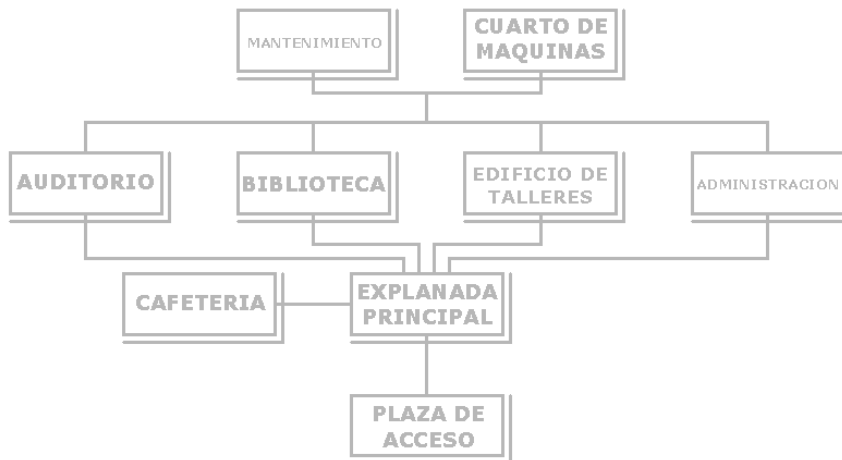 MANTENIMIENTO
CUARTO DE
MAQUINAS
AUDITORIO
BIBLIOTECA
EDIFICIO DE
TALLERES
ADMINISTRACION
CAFETERIA
EXPLANADA
PRINCIPAL
PLAZA DE
ACCESO